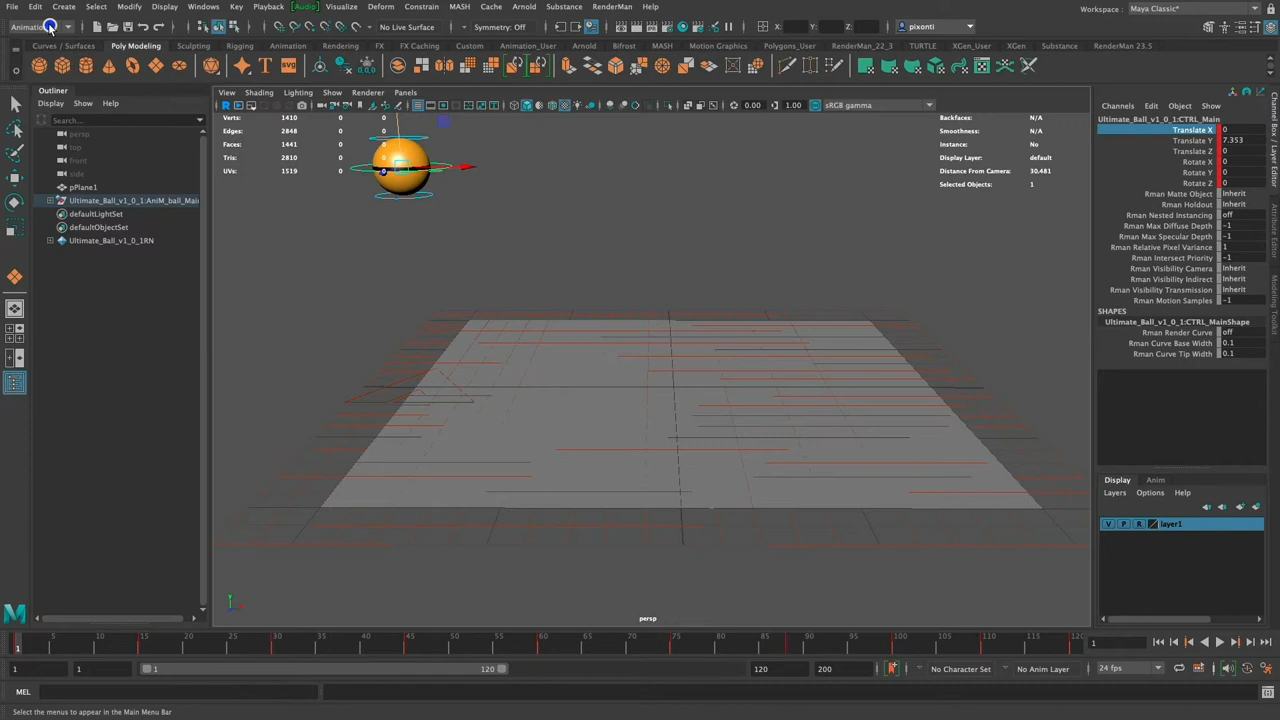 File Edit Create Select Modify Display Windows Key Playback Audio Visualize Deform Constrain MASH Cache Arnold Substance RenderMan Help
Workspace : Maya Classic*
No Live Surface Symmetry: Off X: Y: Z: pixonti
Curves / Surfaces Poly Modeling Sculpting Rigging Animation Rendering FX FX Caching Custom Animation_User Arnold Bifrost MASH Motion Graphics Polygons_User RenderMan_22_3 TURTLE XGen_User XGen Substance RenderMan 23.5
Outliner
Display Show Help
Search...
persp
top
front
side
pPlane1
Ultimate_Ball_v1_0_1:AniM_ball_Mai
defaultLightSet
defaultObjectSet
Ultimate_Ball_v1_0_1RN
View Shading Lighting Show Renderer Panels
0.00 1.00 sRGB gamma
Verts: 1410 0 0
Edges: 2848 0 0
Faces: 1441 0 0
Tris: 2810 0 0
UVs: 1519 0 0
Backfaces: N/A
Smoothness: N/A
Instance: No
Display Layer: default
Distance From Camera: 30.481
Selected Objects: 1
persp
Channels Edit Object Show
Ultimate_Ball_v1_0_1:CTRL_Main
Translate X 0
Translate Y 7.353
Translate Z 0
Rotate X 0
Rotate Y 0
Rotate Z 0
Rman Matte Object Inherit
Rman Holdout Inherit
Rman Nested Instancing off
Rman Max Diffuse Depth -1
Rman Max Specular Depth -1
Rman Relative Pixel Variance 1
Rman Intersect Priority -1
Rman Visibility Camera Inherit
Rman Visibility Indirect Inherit
Rman Visibility Transmission Inherit
Rman Motion Samples -1
SHAPES
Ultimate_Ball_v1_0_1:CTRL_MainShape
Rman Render Curve off
Rman Curve Base Width 0.1
Rman Curve Tip Width 0.1
Display Anim
Layers Options Help
V P R layer1
Channel Box / Layer Editor
Attribute Editor
Modeling Toolkit
1 5 10 15 20 25 30 35 40 45 50 55 60 65 70 75 80 85 90 95 100 105 110 115 120 1
1 1 1 120 120 200 No Character Set No Anim Layer 24 fps
MEL
Select the menus to appear in the Main Menu Bar